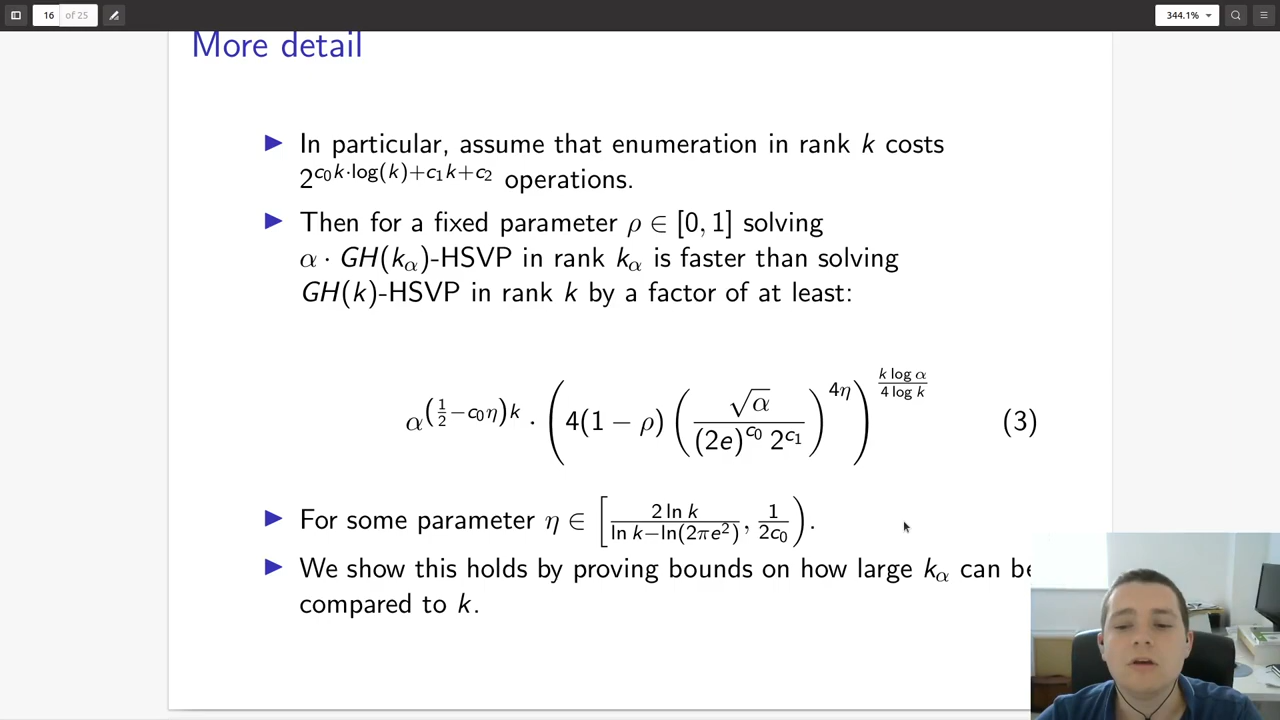 16 of 25
344.1%
More detail
▶ In particular, assume that enumeration in rank k costs
2^{c_0 k·log(k)+c_1 k+c_2} operations.
▶ Then for a fixed parameter ρ ∈ [0, 1] solving
α · GH(k_α)-HSVP in rank k_α is faster than solving
GH(k)-HSVP in rank k by a factor of at least:
α^{(1/2 − c_0 η)k} · (4(1 − ρ) (√α / ((2e)^{c_0} 2^{c_1}))^{4η})^{(k log α)/(4 log k)} (3)
▶ For some parameter η ∈ [2 ln k / (ln k−ln(2πe^2)), 1/(2c_0)).
▶ We show this holds by proving bounds on how large k_α can be
compared to k.